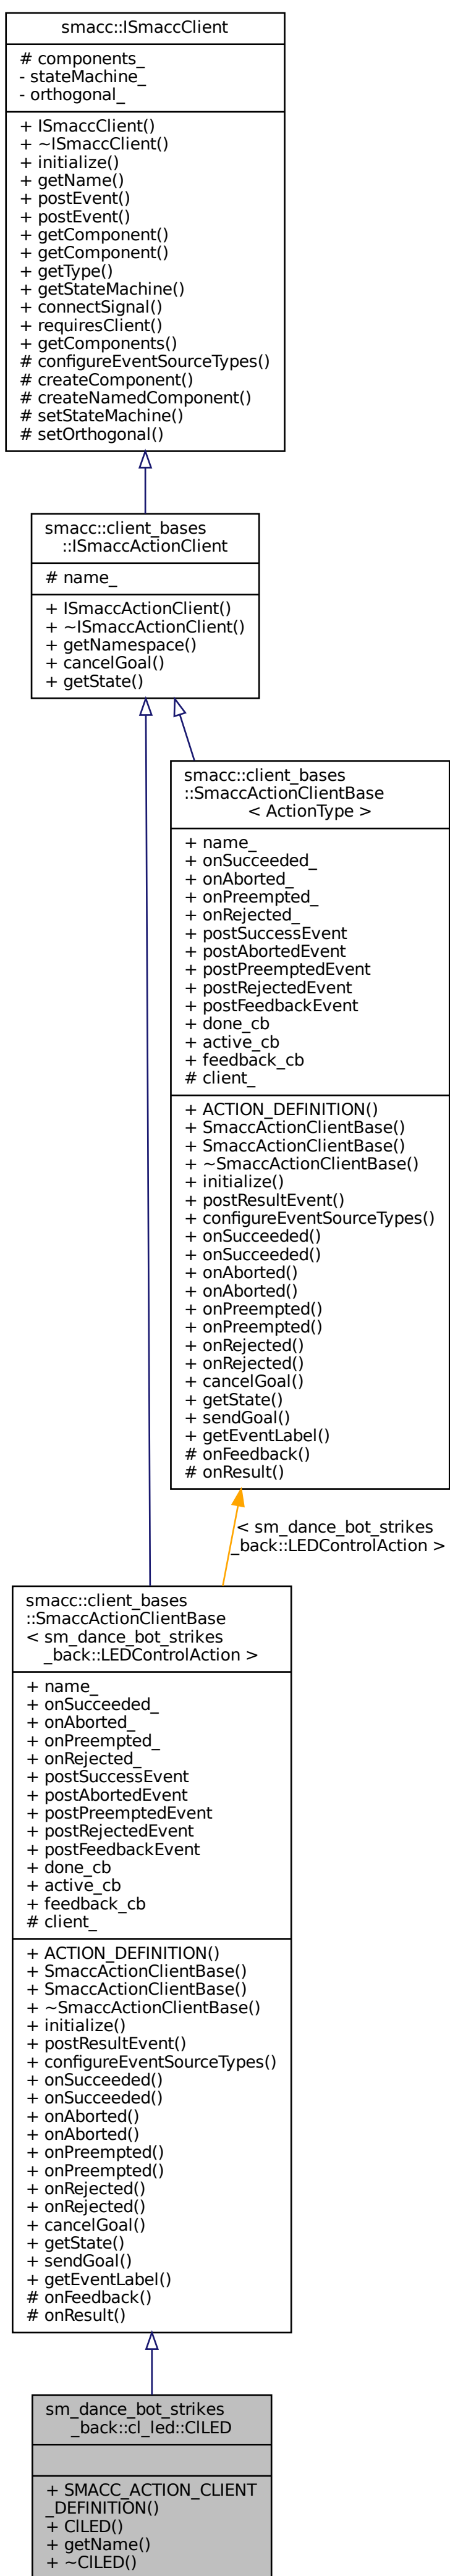 smacc::ISmaccClient
# components_
- stateMachine_
- orthogonal_
+ ISmaccClient()
+ ~ISmaccClient()
+ initialize()
+ getName()
+ postEvent()
+ postEvent()
+ getComponent()
+ getComponent()
+ getType()
+ getStateMachine()
+ connectSignal()
+ requiresClient()
+ getComponents()
# configureEventSourceTypes()
# createComponent()
# createNamedComponent()
# setStateMachine()
# setOrthogonal()
smacc::client_bases
::ISmaccActionClient
# name_
+ ISmaccActionClient()
+ ~ISmaccActionClient()
+ getNamespace()
+ cancelGoal()
+ getState()
smacc::client_bases
::SmaccActionClientBase
< ActionType >
+ name_
+ onSucceeded_
+ onAborted_
+ onPreempted_
+ onRejected_
+ postSuccessEvent
+ postAbortedEvent
+ postPreemptedEvent
+ postRejectedEvent
+ postFeedbackEvent
+ done_cb
+ active_cb
+ feedback_cb
# client_
+ ACTION_DEFINITION()
+ SmaccActionClientBase()
+ SmaccActionClientBase()
+ ~SmaccActionClientBase()
+ initialize()
+ postResultEvent()
+ configureEventSourceTypes()
+ onSucceeded()
+ onSucceeded()
+ onAborted()
+ onAborted()
+ onPreempted()
+ onPreempted()
+ onRejected()
+ onRejected()
+ cancelGoal()
+ getState()
+ sendGoal()
+ getEventLabel()
# onFeedback()
# onResult()
< sm_dance_bot_strikes
_back::LEDControlAction >
smacc::client_bases
::SmaccActionClientBase
< sm_dance_bot_strikes
_back::LEDControlAction >
+ name_
+ onSucceeded_
+ onAborted_
+ onPreempted_
+ onRejected_
+ postSuccessEvent
+ postAbortedEvent
+ postPreemptedEvent
+ postRejectedEvent
+ postFeedbackEvent
+ done_cb
+ active_cb
+ feedback_cb
# client_
+ ACTION_DEFINITION()
+ SmaccActionClientBase()
+ SmaccActionClientBase()
+ ~SmaccActionClientBase()
+ initialize()
+ postResultEvent()
+ configureEventSourceTypes()
+ onSucceeded()
+ onSucceeded()
+ onAborted()
+ onAborted()
+ onPreempted()
+ onPreempted()
+ onRejected()
+ onRejected()
+ cancelGoal()
+ getState()
+ sendGoal()
+ getEventLabel()
# onFeedback()
# onResult()
sm_dance_bot_strikes
_back::cl_led::ClLED
+ SMACC_ACTION_CLIENT
_DEFINITION()
+ ClLED()
+ getName()
+ ~ClLED()